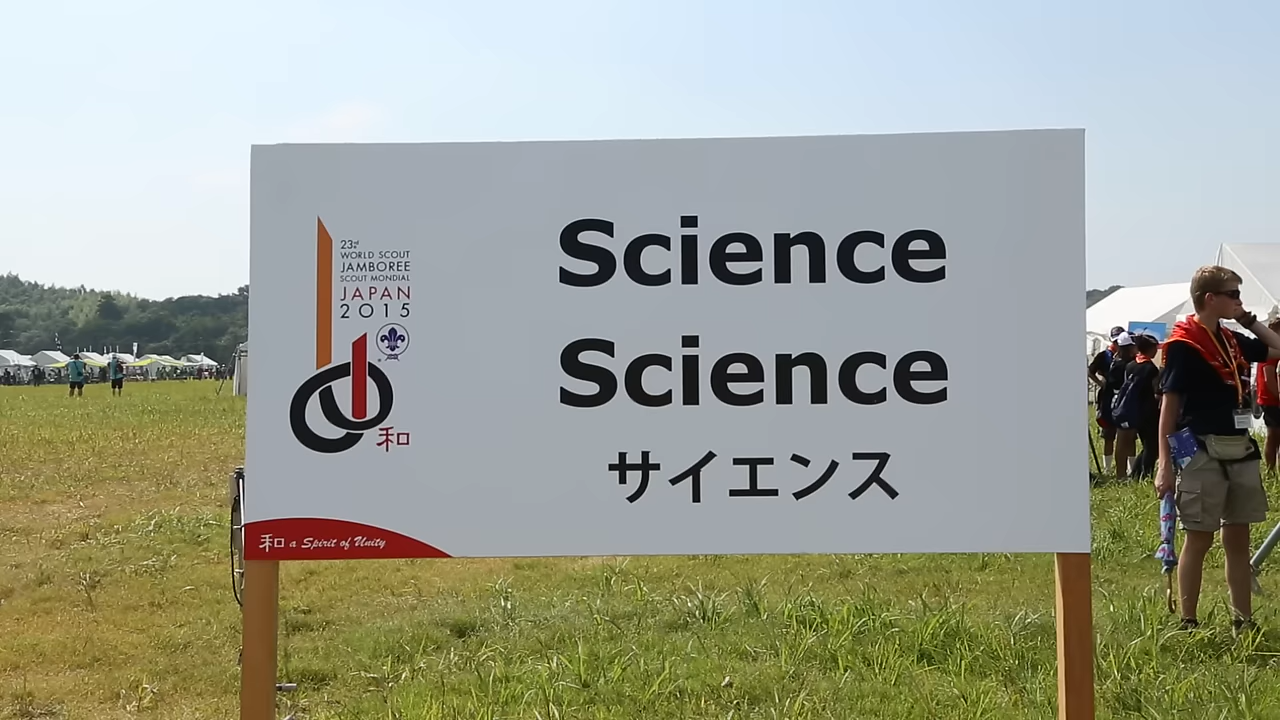 23rd
WORLD SCOUT
JAMBOREE
SCOUT MONDIAL
JAPAN
2015
和
Science
Science
サイエンス
和 a Spirit of Unity